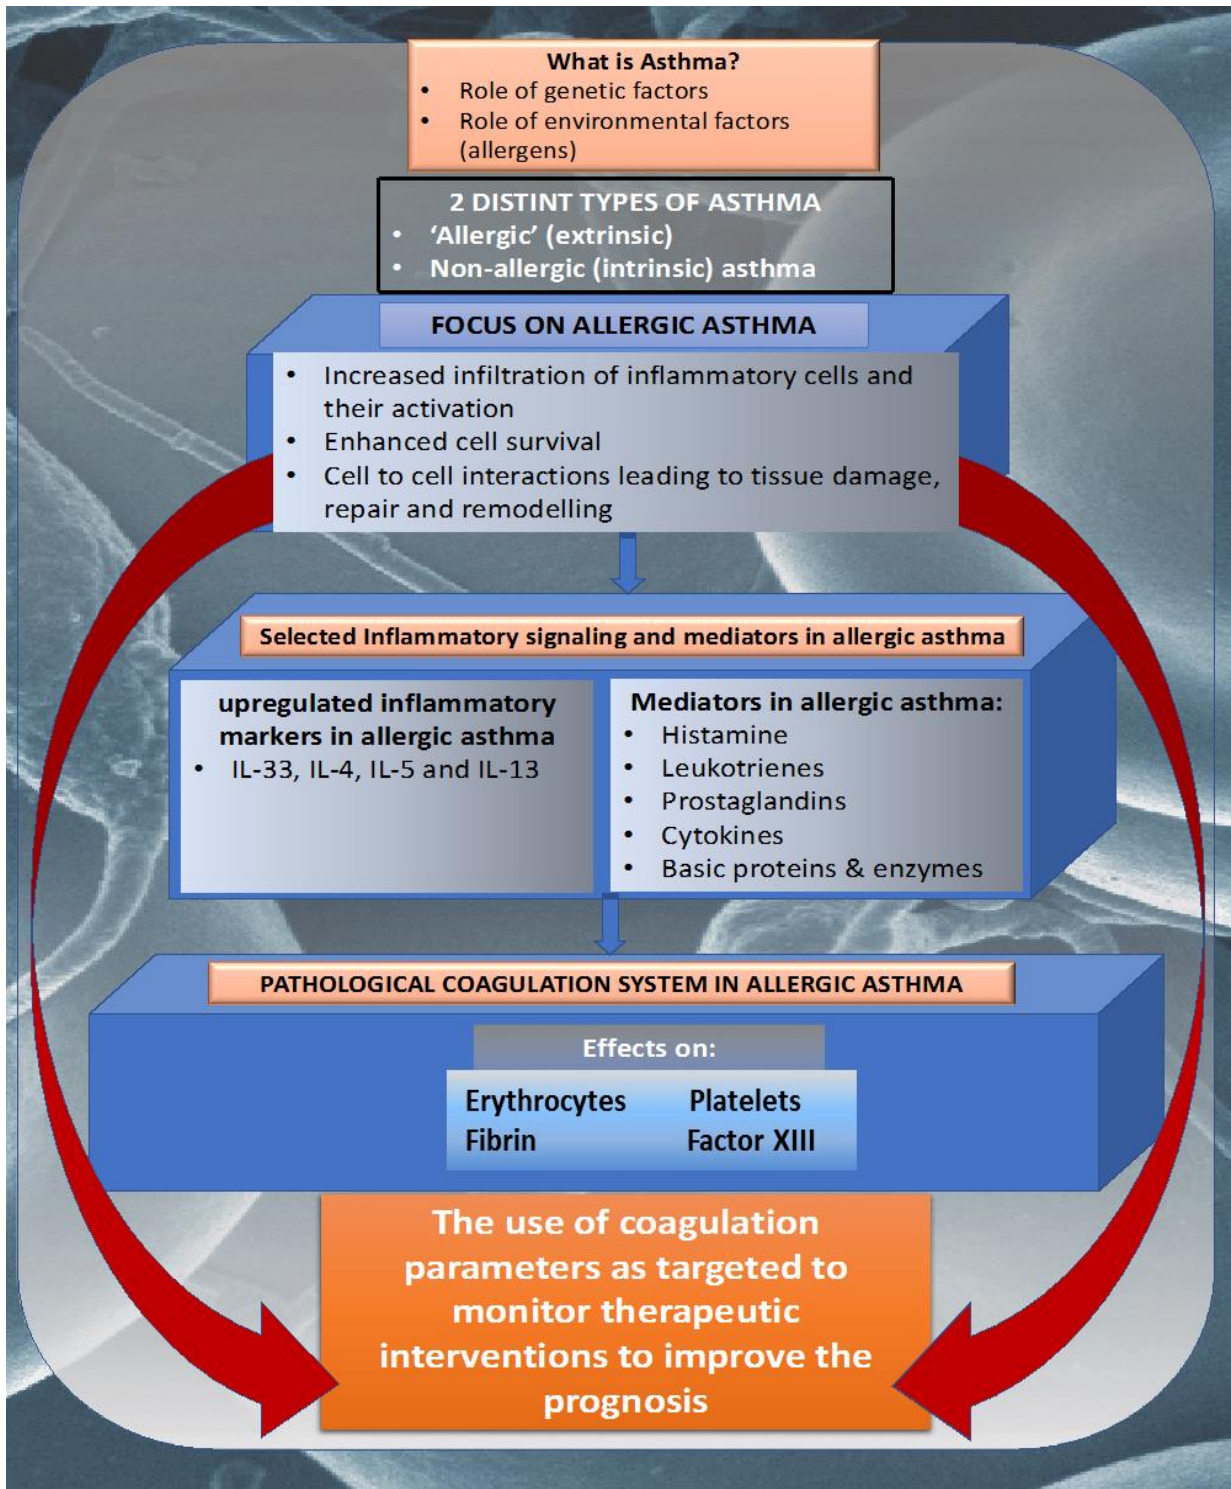 What is Asthma?
• Role of genetic factors
• Role of environmental factors
(allergens)
2 DISTINT TYPES OF ASTHMA
• ‘Allergic’ (extrinsic)
• Non-allergic (intrinsic) asthma
FOCUS ON ALLERGIC ASTHMA
• Increased infiltration of inflammatory cells and
their activation
• Enhanced cell survival
• Cell to cell interactions leading to tissue damage,
repair and remodelling
Selected Inflammatory signaling and mediators in allergic asthma
upregulated inflammatory
markers in allergic asthma
• IL-33, IL-4, IL-5 and IL-13
Mediators in allergic asthma:
• Histamine
• Leukotrienes
• Prostaglandins
• Cytokines
• Basic proteins & enzymes
PATHOLOGICAL COAGULATION SYSTEM IN ALLERGIC ASTHMA
Effects on:
Erythrocytes Platelets
Fibrin Factor XIII
The use of coagulation
parameters as targeted to
monitor therapeutic
interventions to improve the
prognosis